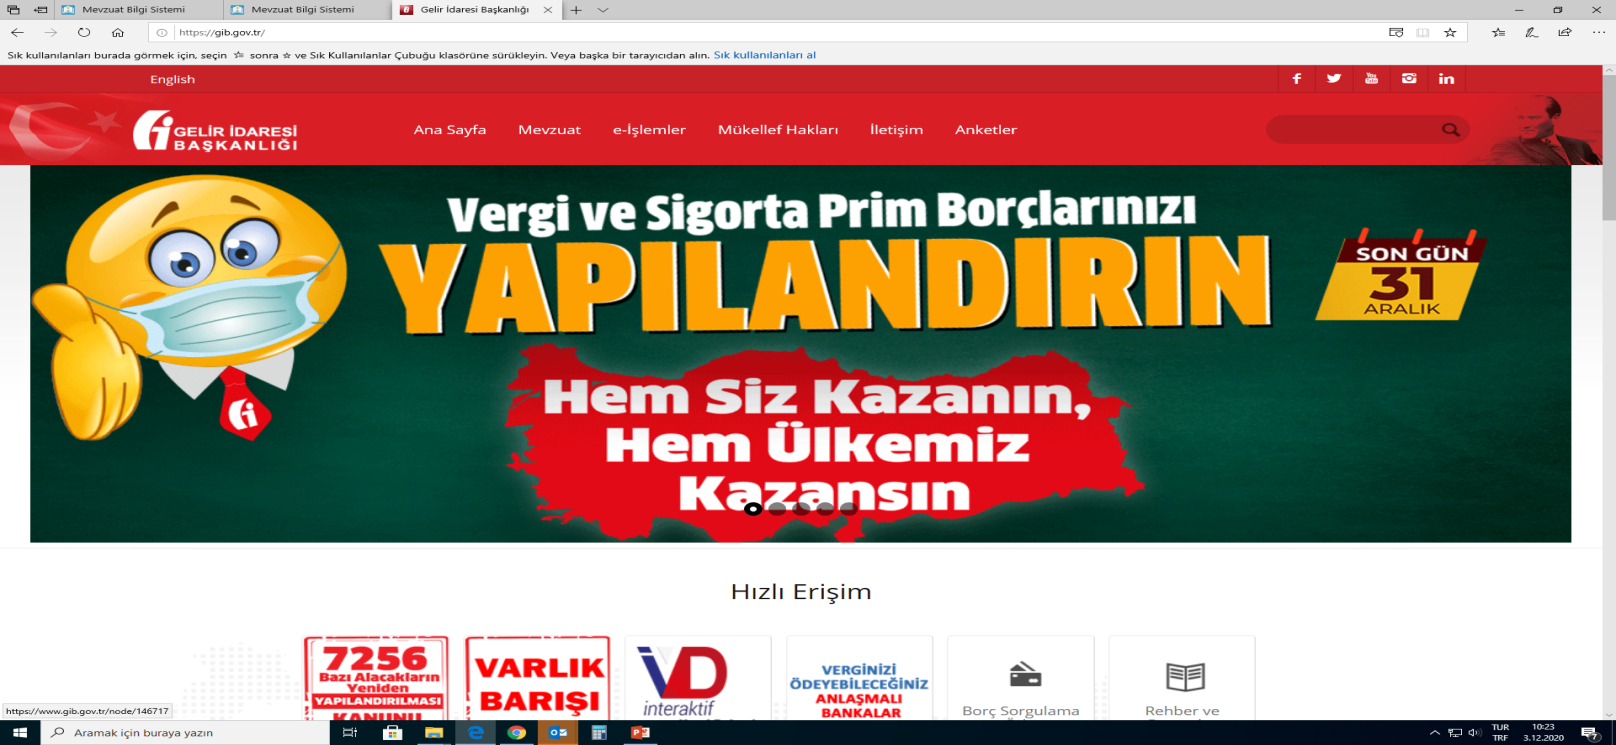 Mevzuat Bilgi Sistemi
Mevzuat Bilgi Sistemi
Gelir İdaresi Başkanlığı
https://gib.gov.tr/
Sık kullanılanları burada görmek için, seçin sonra ☆ ve Sık Kullanılanlar Çubuğu klasörüne sürükleyin. Veya başka bir tarayıcıdan alın. Sık kullanılanları al
English
GELİR İDARESİ
BAŞKANLIĞI
Ana Sayfa Mevzuat e-İşlemler Mükellef Hakları İletişim Anketler
Vergi ve Sigorta Prim Borçlarınızı
YAPILANDIRIN
SON GÜN
31
ARALIK
Hem Siz Kazanın,
Hem Ülkemiz
Kazansın
Hızlı Erişim
7256
Bazı Alacakların
Yeniden
YAPILANDIRILMASI
KANUNU
VARLIK
BARIŞI
İVD
interaktif
VERGİNİZİ
ÖDEYEBİLECEĞİNİZ
ANLAŞMALI
BANKALAR
Borç Sorgulama
Rehber ve
https://www.gib.gov.tr/node/146717
Aramak için buraya yazın
TUR
TRF
10:23
3.12.2020
7